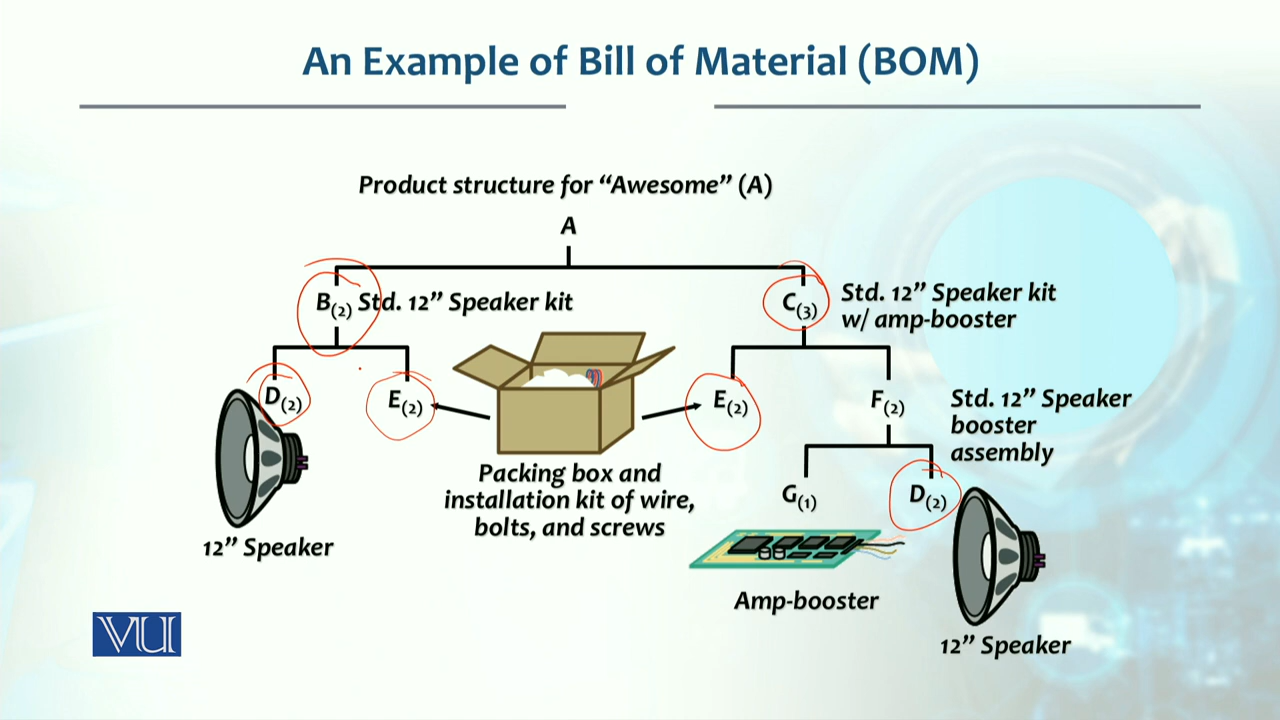 An Example of Bill of Material (BOM)
Product structure for “Awesome” (A)
A
B(2) Std. 12” Speaker kit
C(3)
Std. 12” Speaker kit
w/ amp-booster
D(2)
E(2)
E(2)
F(2)
Std. 12” Speaker
booster
assembly
Packing box and
installation kit of wire,
bolts, and screws
G(1)
D(2)
12” Speaker
Amp-booster
12” Speaker
VU